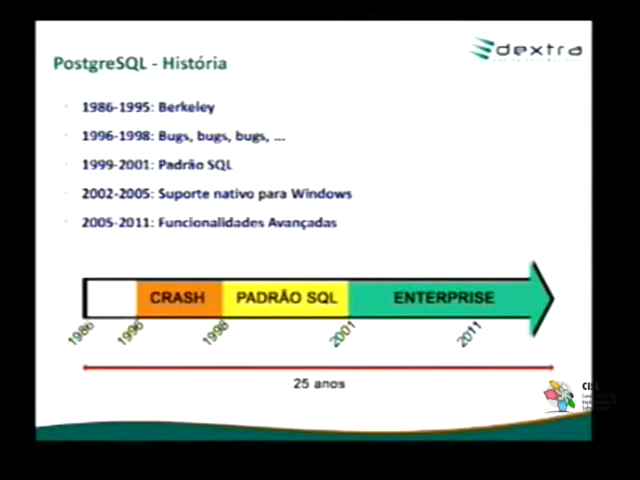 dextra
PostgreSQL - História
1986-1995: Berkeley
1996-1998: Bugs, bugs, bugs, ...
1999-2001: Padrão SQL
2002-2005: Suporte nativo para Windows
2005-2011: Funcionalidades Avançadas
CRASH PADRÃO SQL ENTERPRISE
1986 1996 1998 2001 2011
25 anos